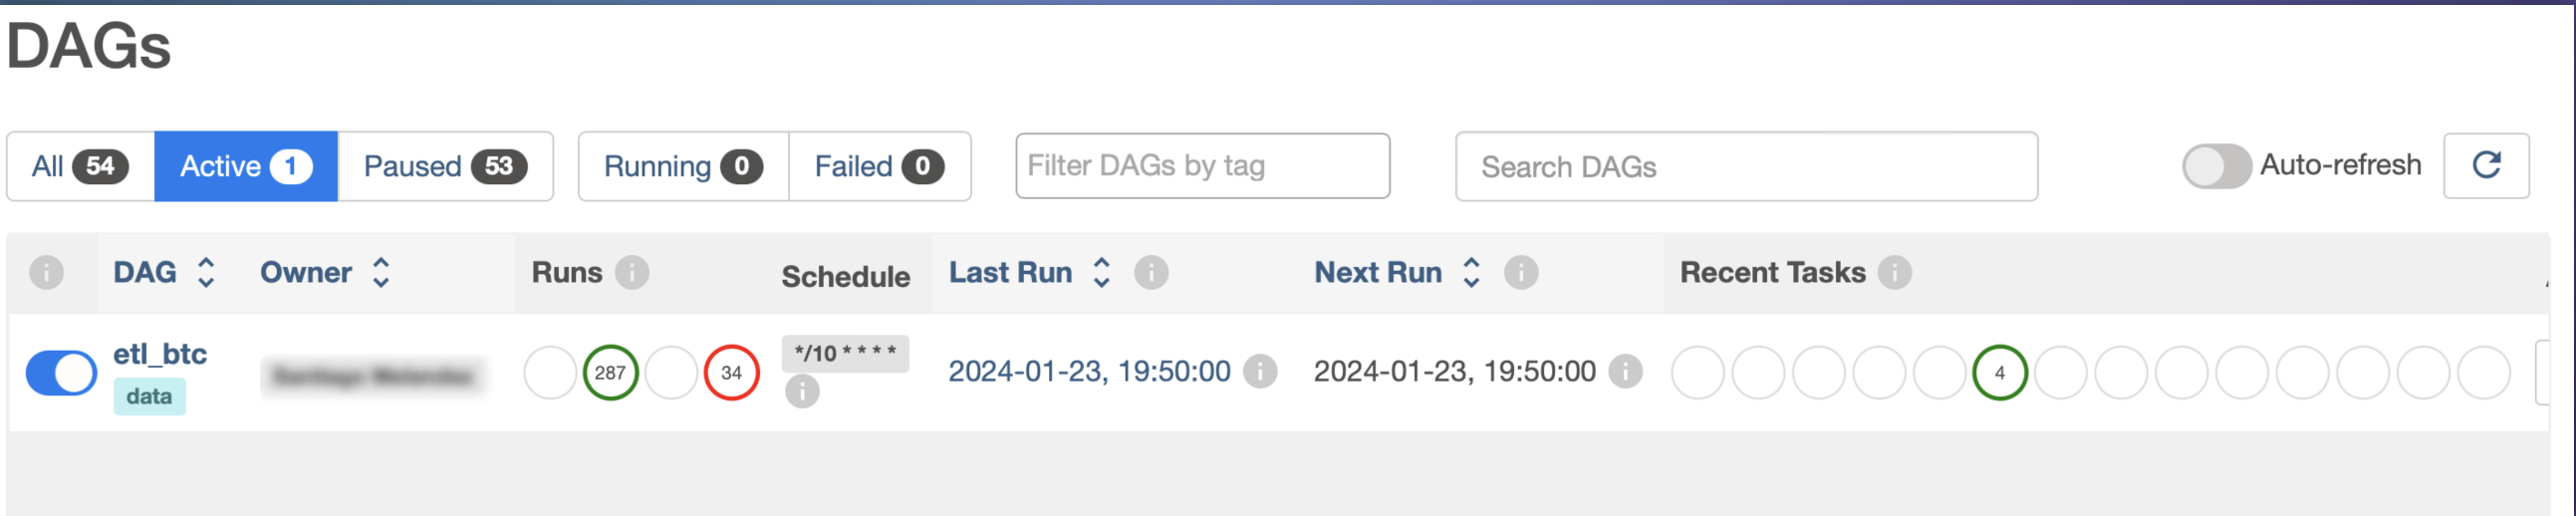 DAGs
All 54 Active 1 Paused 53 Running 0 Failed 0 Filter DAGs by tag Search DAGs Auto-refresh
i DAG Owner Runs i Schedule Last Run i Next Run i Recent Tasks i
etl_btc 287 34 */10 * * * * i 2024-01-23, 19:50:00 i 2024-01-23, 19:50:00 i 4
data